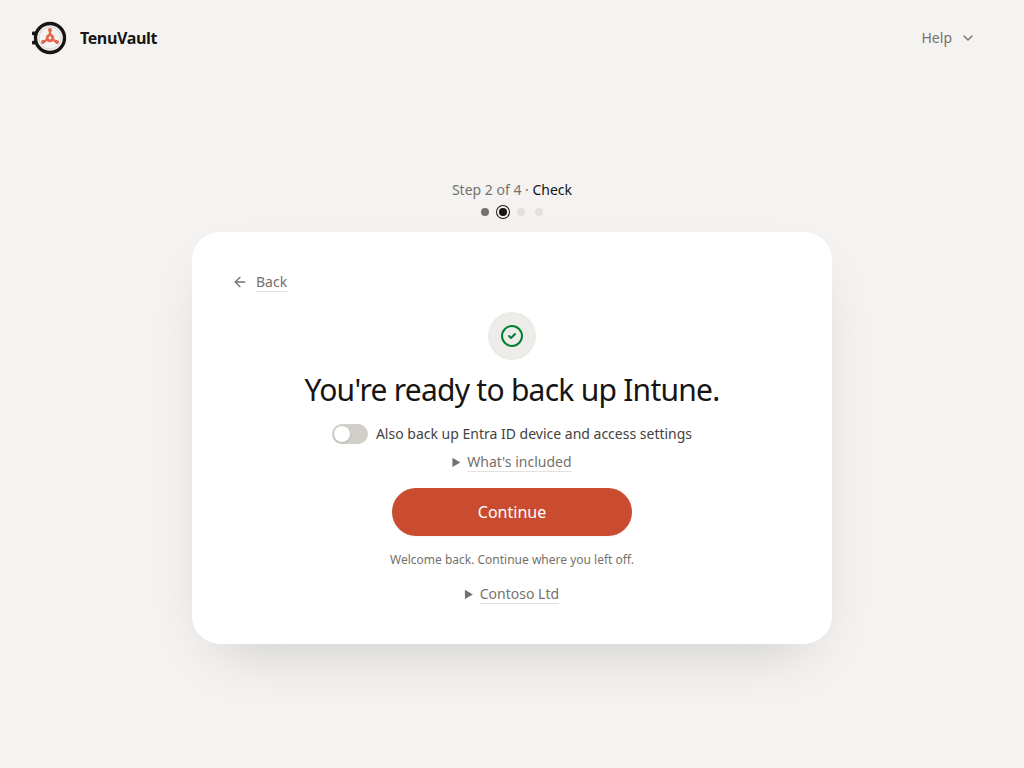 TenuVault
Help
Step 2 of 4 · Check
Back
You're ready to back up Intune.
Also back up Entra ID device and access settings
What's included
Continue
Welcome back. Continue where you left off.
Contoso Ltd